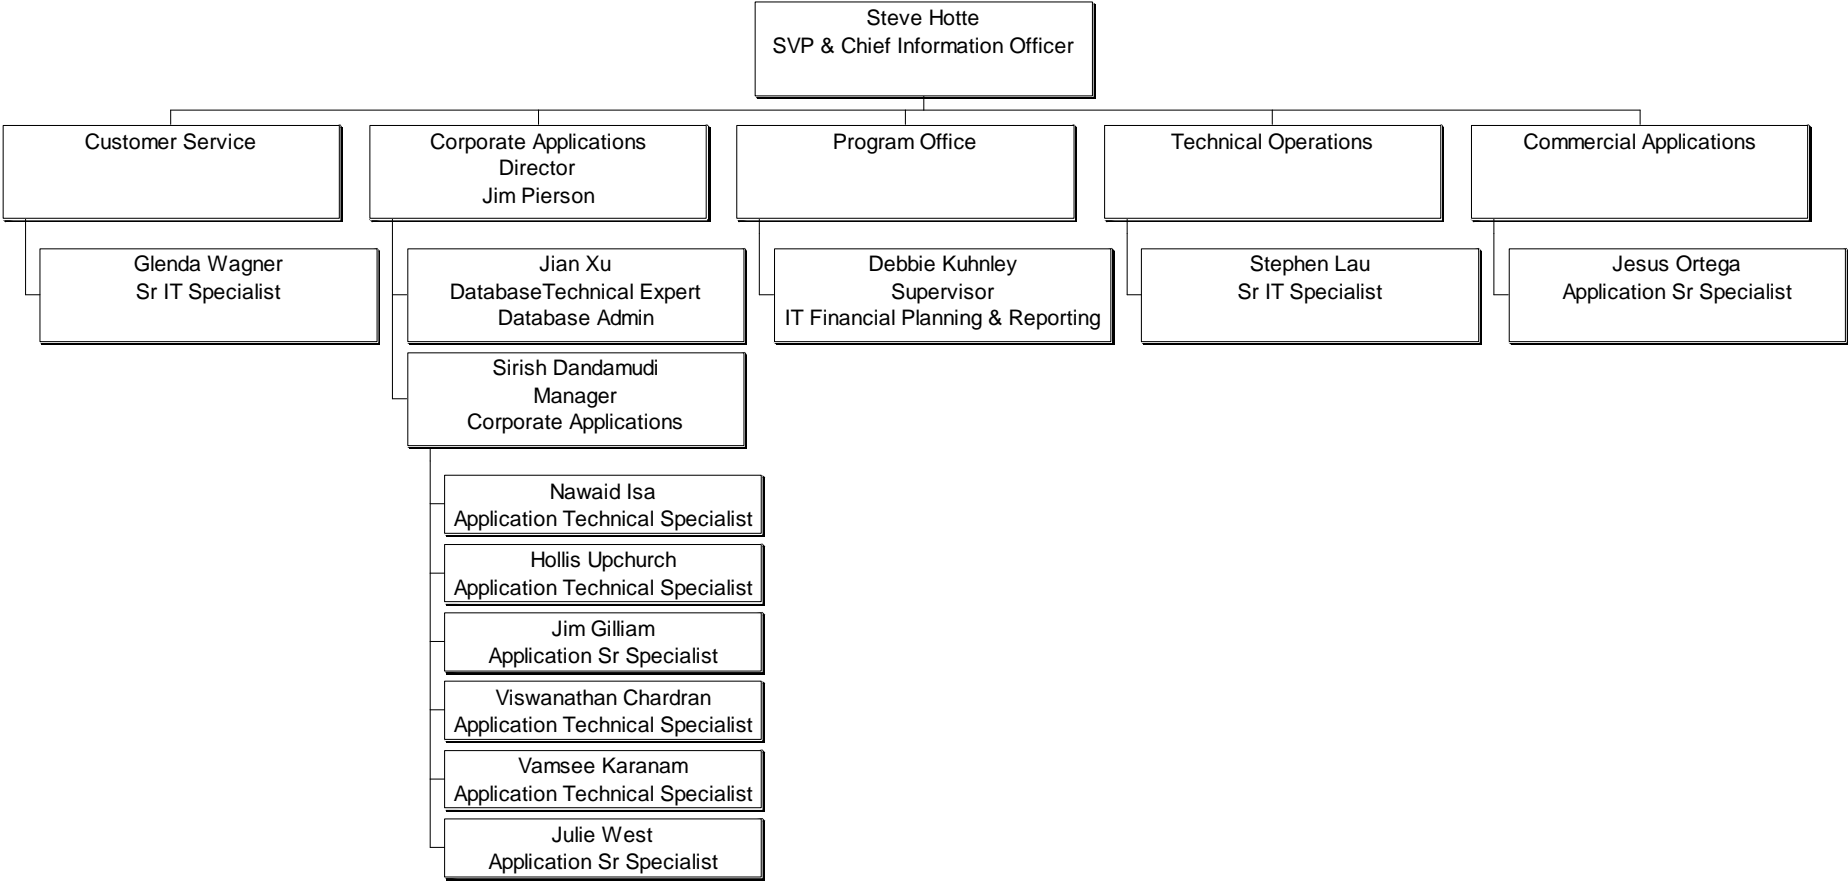 Steve Hotte
SVP & Chief Information Officer
Customer Service
Corporate Applications
Director
Jim Pierson
Program Office
Technical Operations
Commercial Applications
Glenda Wagner
Sr IT Specialist
Jian Xu
DatabaseTechnical Expert
Database Admin
Debbie Kuhnley
Supervisor
IT Financial Planning & Reporting
Stephen Lau
Sr IT Specialist
Jesus Ortega
Application Sr Specialist
Sirish Dandamudi
Manager
Corporate Applications
Nawaid Isa
Application Technical Specialist
Hollis Upchurch
Application Technical Specialist
Jim Gilliam
Application Sr Specialist
Viswanathan Chardran
Application Technical Specialist
Vamsee Karanam
Application Technical Specialist
Julie West
Application Sr Specialist